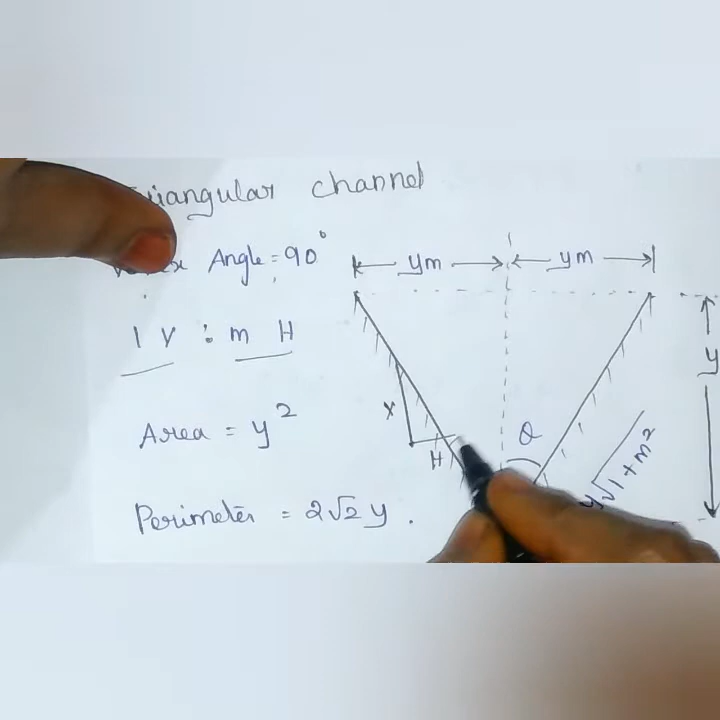 channel
Angle = 90°
1 V : m H
Area = y²
Perimeter = 2√2 y .
ym ym
y
H
θ
y√1+m²